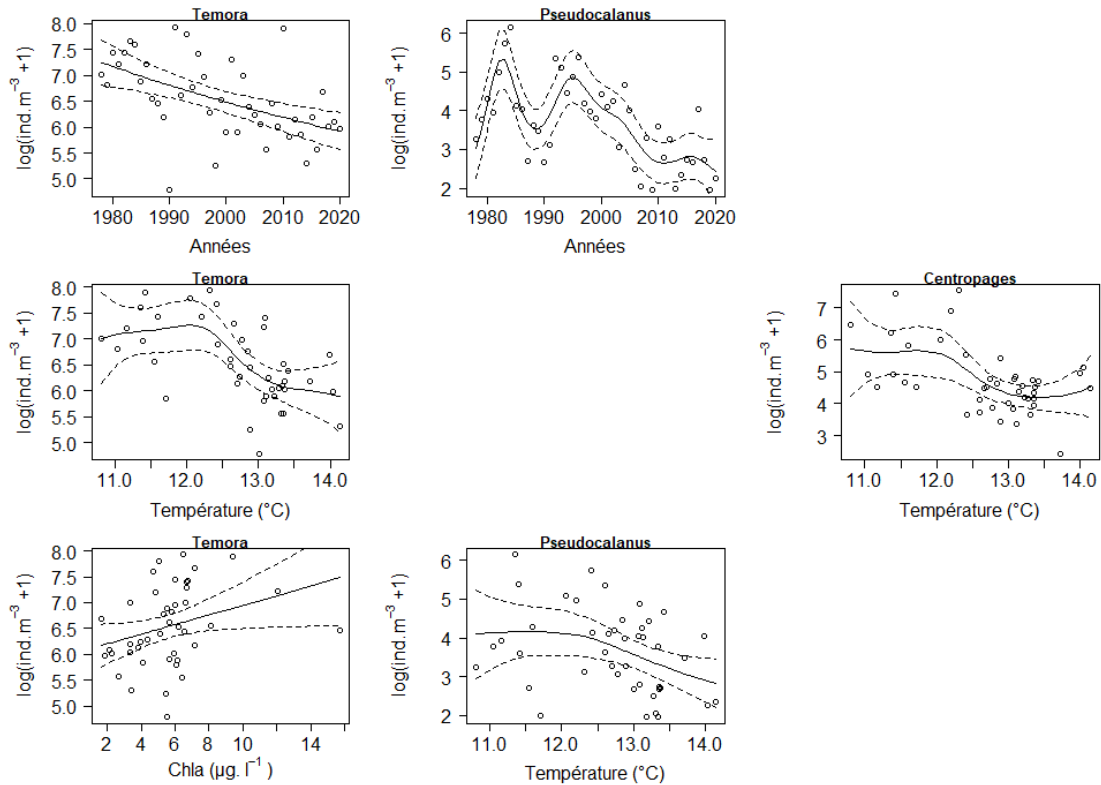 Temora
log(ind.m⁻³ +1)
8.0
7.5
7.0
6.5
6.0
5.5
5.0
1980 1990 2000 2010 2020
Années
Pseudocalanus
log(ind.m⁻³ +1)
6
5
4
3
2
1980 1990 2000 2010 2020
Années
Temora
log(ind.m⁻³ +1)
8.0
7.5
7.0
6.5
6.0
5.5
5.0
11.0 12.0 13.0 14.0
Température (°C)
Centropages
log(ind.m⁻³ +1)
7
6
5
4
3
11.0 12.0 13.0 14.0
Température (°C)
Temora
log(ind.m⁻³ +1)
8.0
7.5
7.0
6.5
6.0
5.5
5.0
2 4 6 8 10 14
Chla (µg. l⁻¹ )
Pseudocalanus
log(ind.m⁻³ +1)
6
5
4
3
2
11.0 12.0 13.0 14.0
Température (°C)